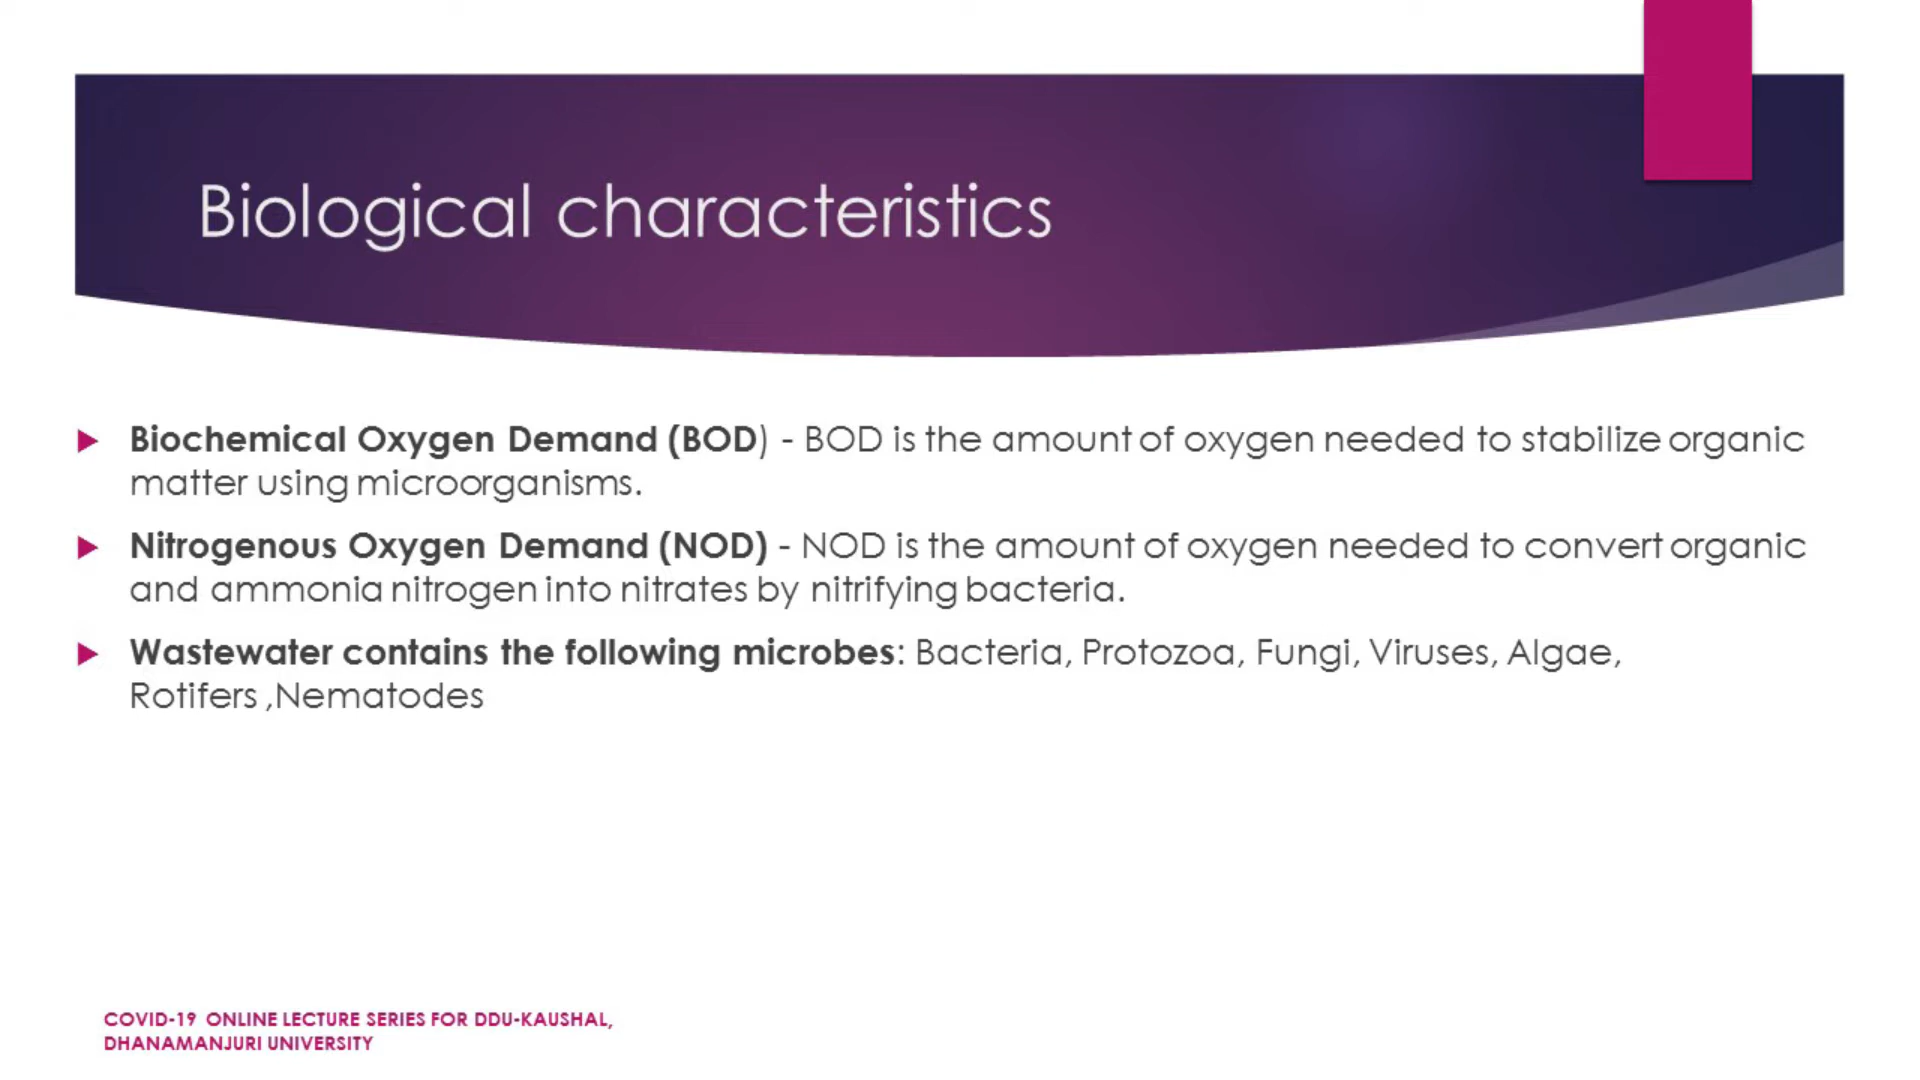 Biological characteristics
Biochemical Oxygen Demand (BOD) - BOD is the amount of oxygen needed to stabilize organic
matter using microorganisms.
Nitrogenous Oxygen Demand (NOD) - NOD is the amount of oxygen needed to convert organic
and ammonia nitrogen into nitrates by nitrifying bacteria.
Wastewater contains the following microbes: Bacteria, Protozoa, Fungi, Viruses, Algae,
Rotifers ,Nematodes
COVID-19 ONLINE LECTURE SERIES FOR DDU-KAUSHAL,
DHANAMANJURI UNIVERSITY